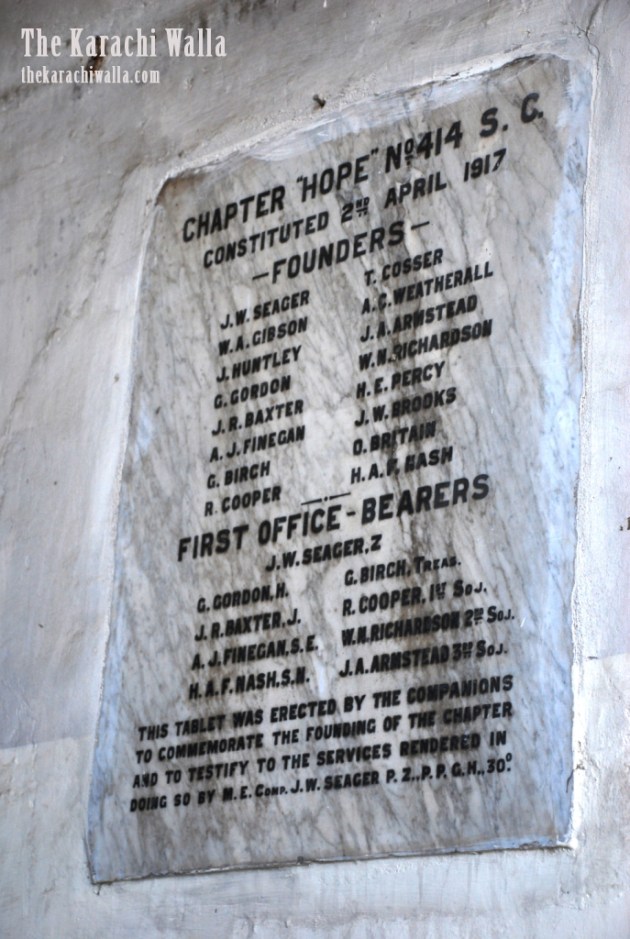 The Karachi Walla
thekarachiwalla.com
CHAPTER "HOPE" No 414 S. C.
CONSTITUTED 2ND APRIL 1917
—FOUNDERS—
J.W. SEAGER T. COSSER
W.A. GIBSON A.C. WEATHERALL
J. HUNTLEY J.A. ARMSTEAD
G. GORDON W.N. RICHARDSON
J.R. BAXTER H.E. PERCY
A.J. FINEGAN J.W. BROOKS
G. BIRCH O. BRITAIN
R. COOPER H.A.F. NASH
FIRST OFFICE-BEARERS
J.W. SEAGER, Z
G. GORDON, H. G. BIRCH, TREAS.
J.R. BAXTER, J. R. COOPER, 1ST SOJ.
A.J. FINEGAN, S.E. W.N. RICHARDSON 2ND SOJ.
H.A.F. NASH, S.N. J.A. ARMSTEAD 3RD SOJ.
THIS TABLET WAS ERECTED BY THE COMPANIONS
TO COMMEMORATE THE FOUNDING OF THE CHAPTER
AND TO TESTIFY TO THE SERVICES RENDERED IN
DOING SO BY M.E. COMP. J.W. SEAGER P.Z., P.P.G.H., 30°.